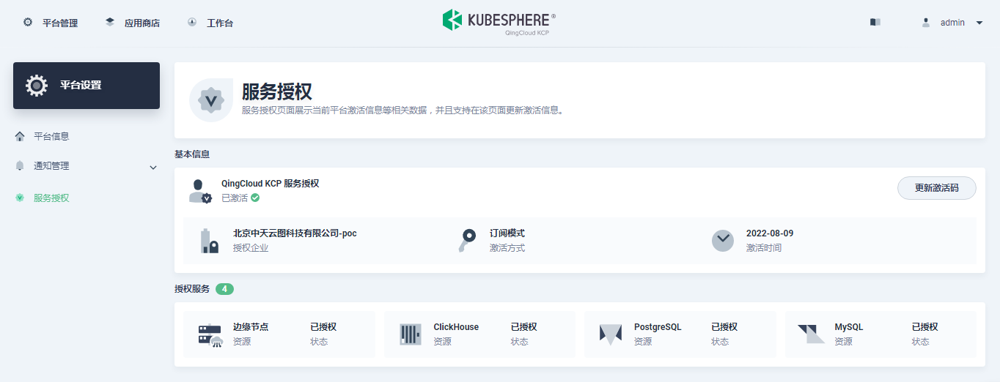 平台管理
应用商店
工作台
KUBESPHERE®
QingCloud KCP
admin
平台设置
平台信息
通知管理
服务授权
服务授权
服务授权页面展示当前平台激活信息等相关数据，并且支持在该页面更新激活信息。
基本信息
QingCloud KCP 服务授权
已激活
更新激活码
北京中天云图科技有限公司-poc
授权企业
订阅模式
激活方式
2022-08-09
激活时间
授权服务 4
边缘节点
资源
已授权
状态
ClickHouse
资源
已授权
状态
PostgreSQL
资源
已授权
状态
MySQL
资源
已授权
状态